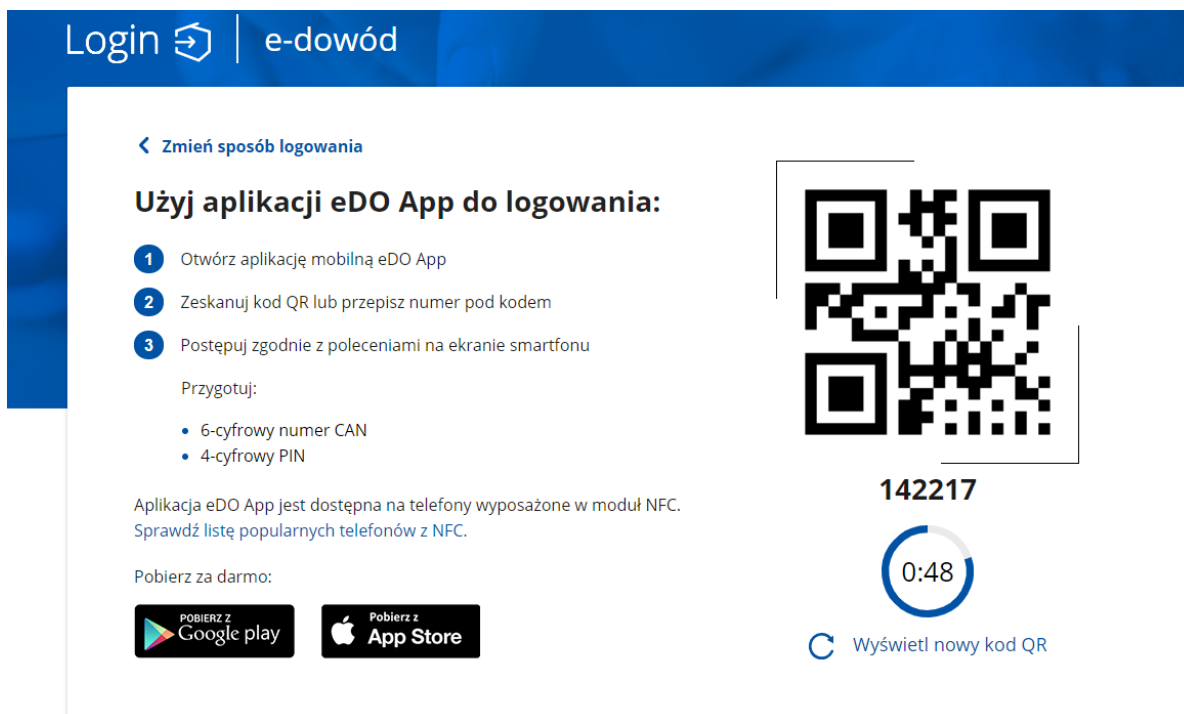 Login | e-dowód
Zmień sposób logowania
Użyj aplikacji eDO App do logowania:
1 Otwórz aplikację mobilną eDO App
2 Zeskanuj kod QR lub przepisz numer pod kodem
3 Postępuj zgodnie z poleceniami na ekranie smartfonu
Przygotuj:
• 6-cyfrowy numer CAN
• 4-cyfrowy PIN
Aplikacja eDO App jest dostępna na telefony wyposażone w moduł NFC.
Sprawdź listę popularnych telefonów z NFC.
Pobierz za darmo:
POBIERZ Z
Google play
Pobierz z
App Store
142217
0:48
Wyświetl nowy kod QR